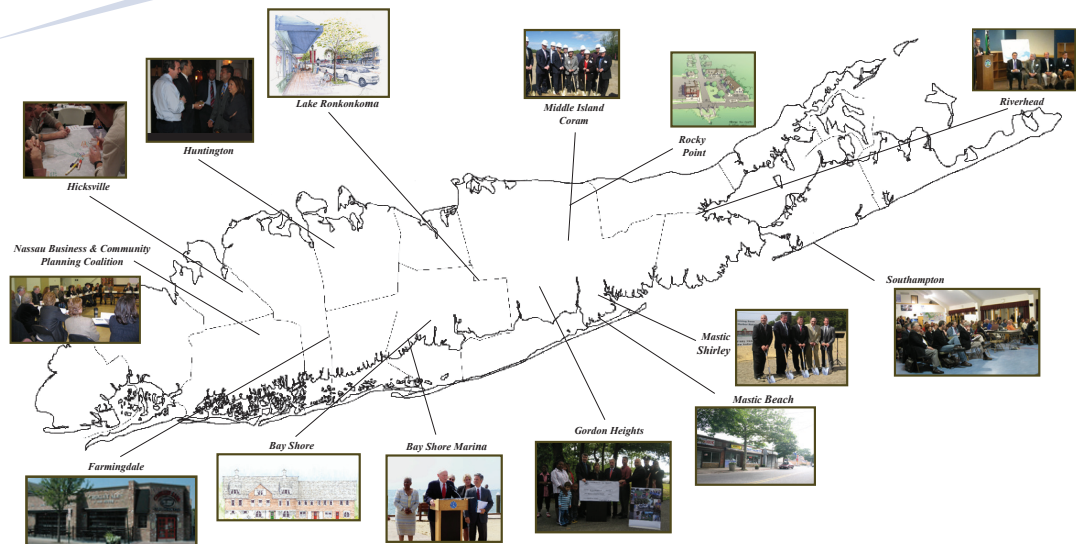 Lake Ronkonkoma
Middle Island
Coram
Riverhead
Rocky
Point
Huntington
Hicksville
Nassau Business & Community
Planning Coalition
Southampton
Mastic
Shirley
Mastic Beach
Gordon Heights
Bay Shore
Bay Shore Marina
Farmingdale